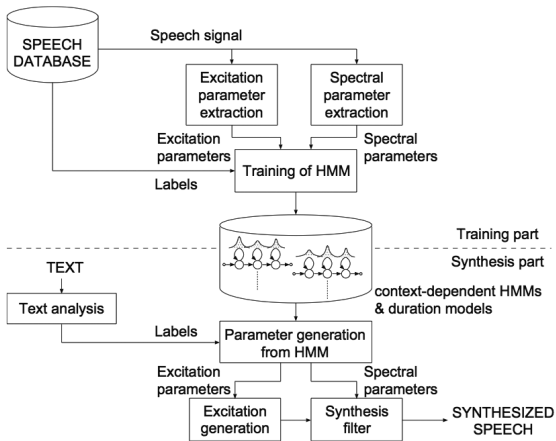 SPEECH
DATABASE
Speech signal
Excitation
parameter
extraction
Spectral
parameter
extraction
Excitation
parameters
Spectral
parameters
Labels
Training of HMM
Training part
Synthesis part
TEXT
context-dependent HMMs
& duration models
Text analysis
Labels
Parameter generation
from HMM
Excitation
parameters
Spectral
parameters
Excitation
generation
Synthesis
filter
SYNTHESIZED
SPEECH